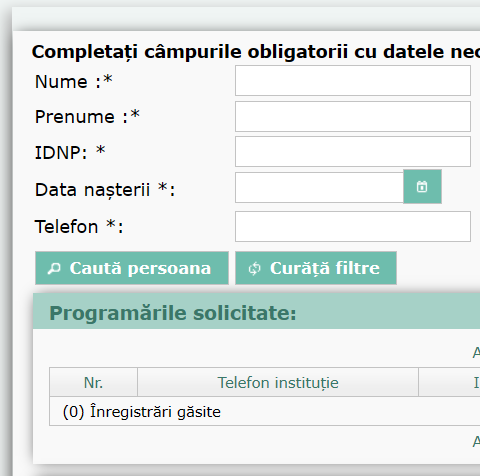 Completați câmpurile obligatorii cu datele
Nume :*
Prenume :*
IDNP: *
Data nașterii *:
Telefon *:
Caută persoana Curăță filtre
Programările solicitate:
Nr. Telefon instituție
(0) Înregistrări găsite